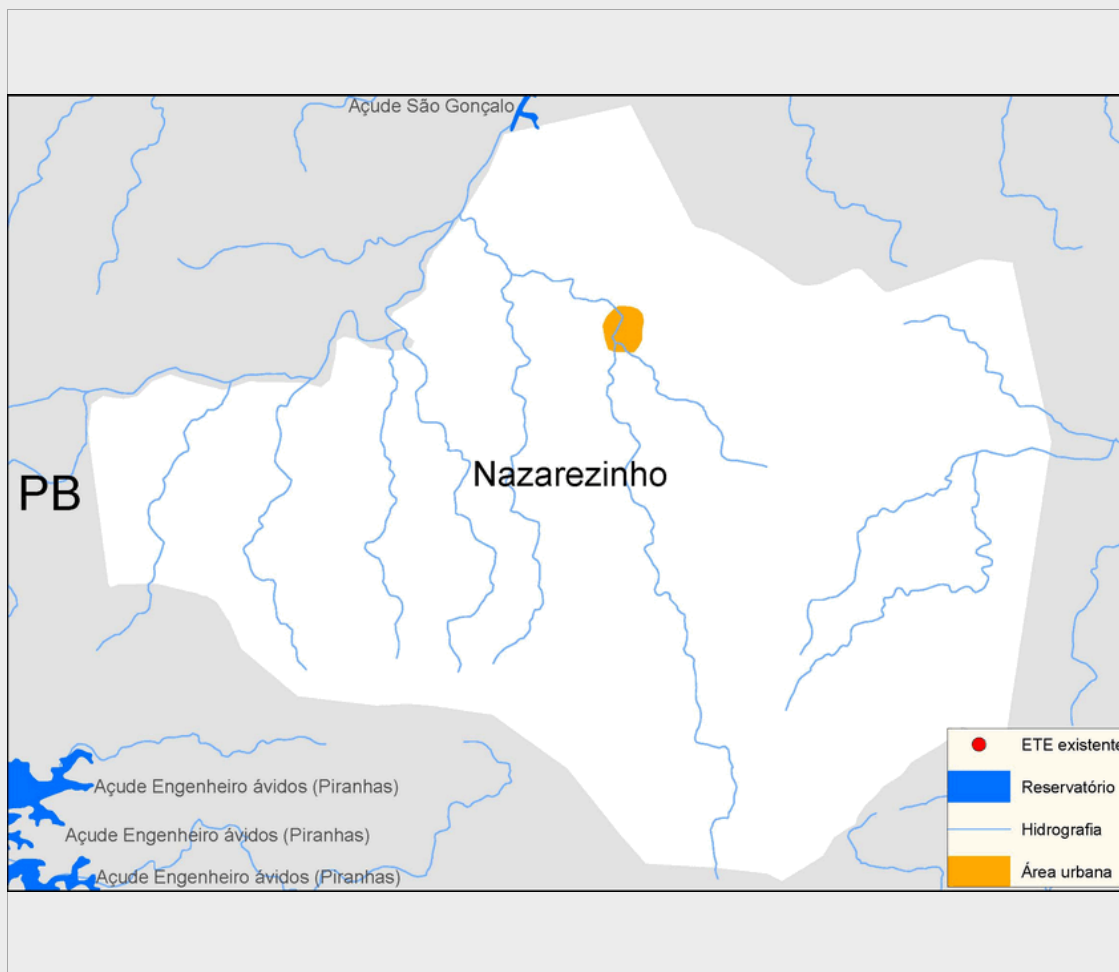 Açude São Gonçalo
Nazarezinho
PB
Açude Engenheiro ávidos (Piranhas)
Açude Engenheiro ávidos (Piranhas)
Açude Engenheiro ávidos (Piranhas)
ETE existente
Reservatório
Hidrografia
Área urbana